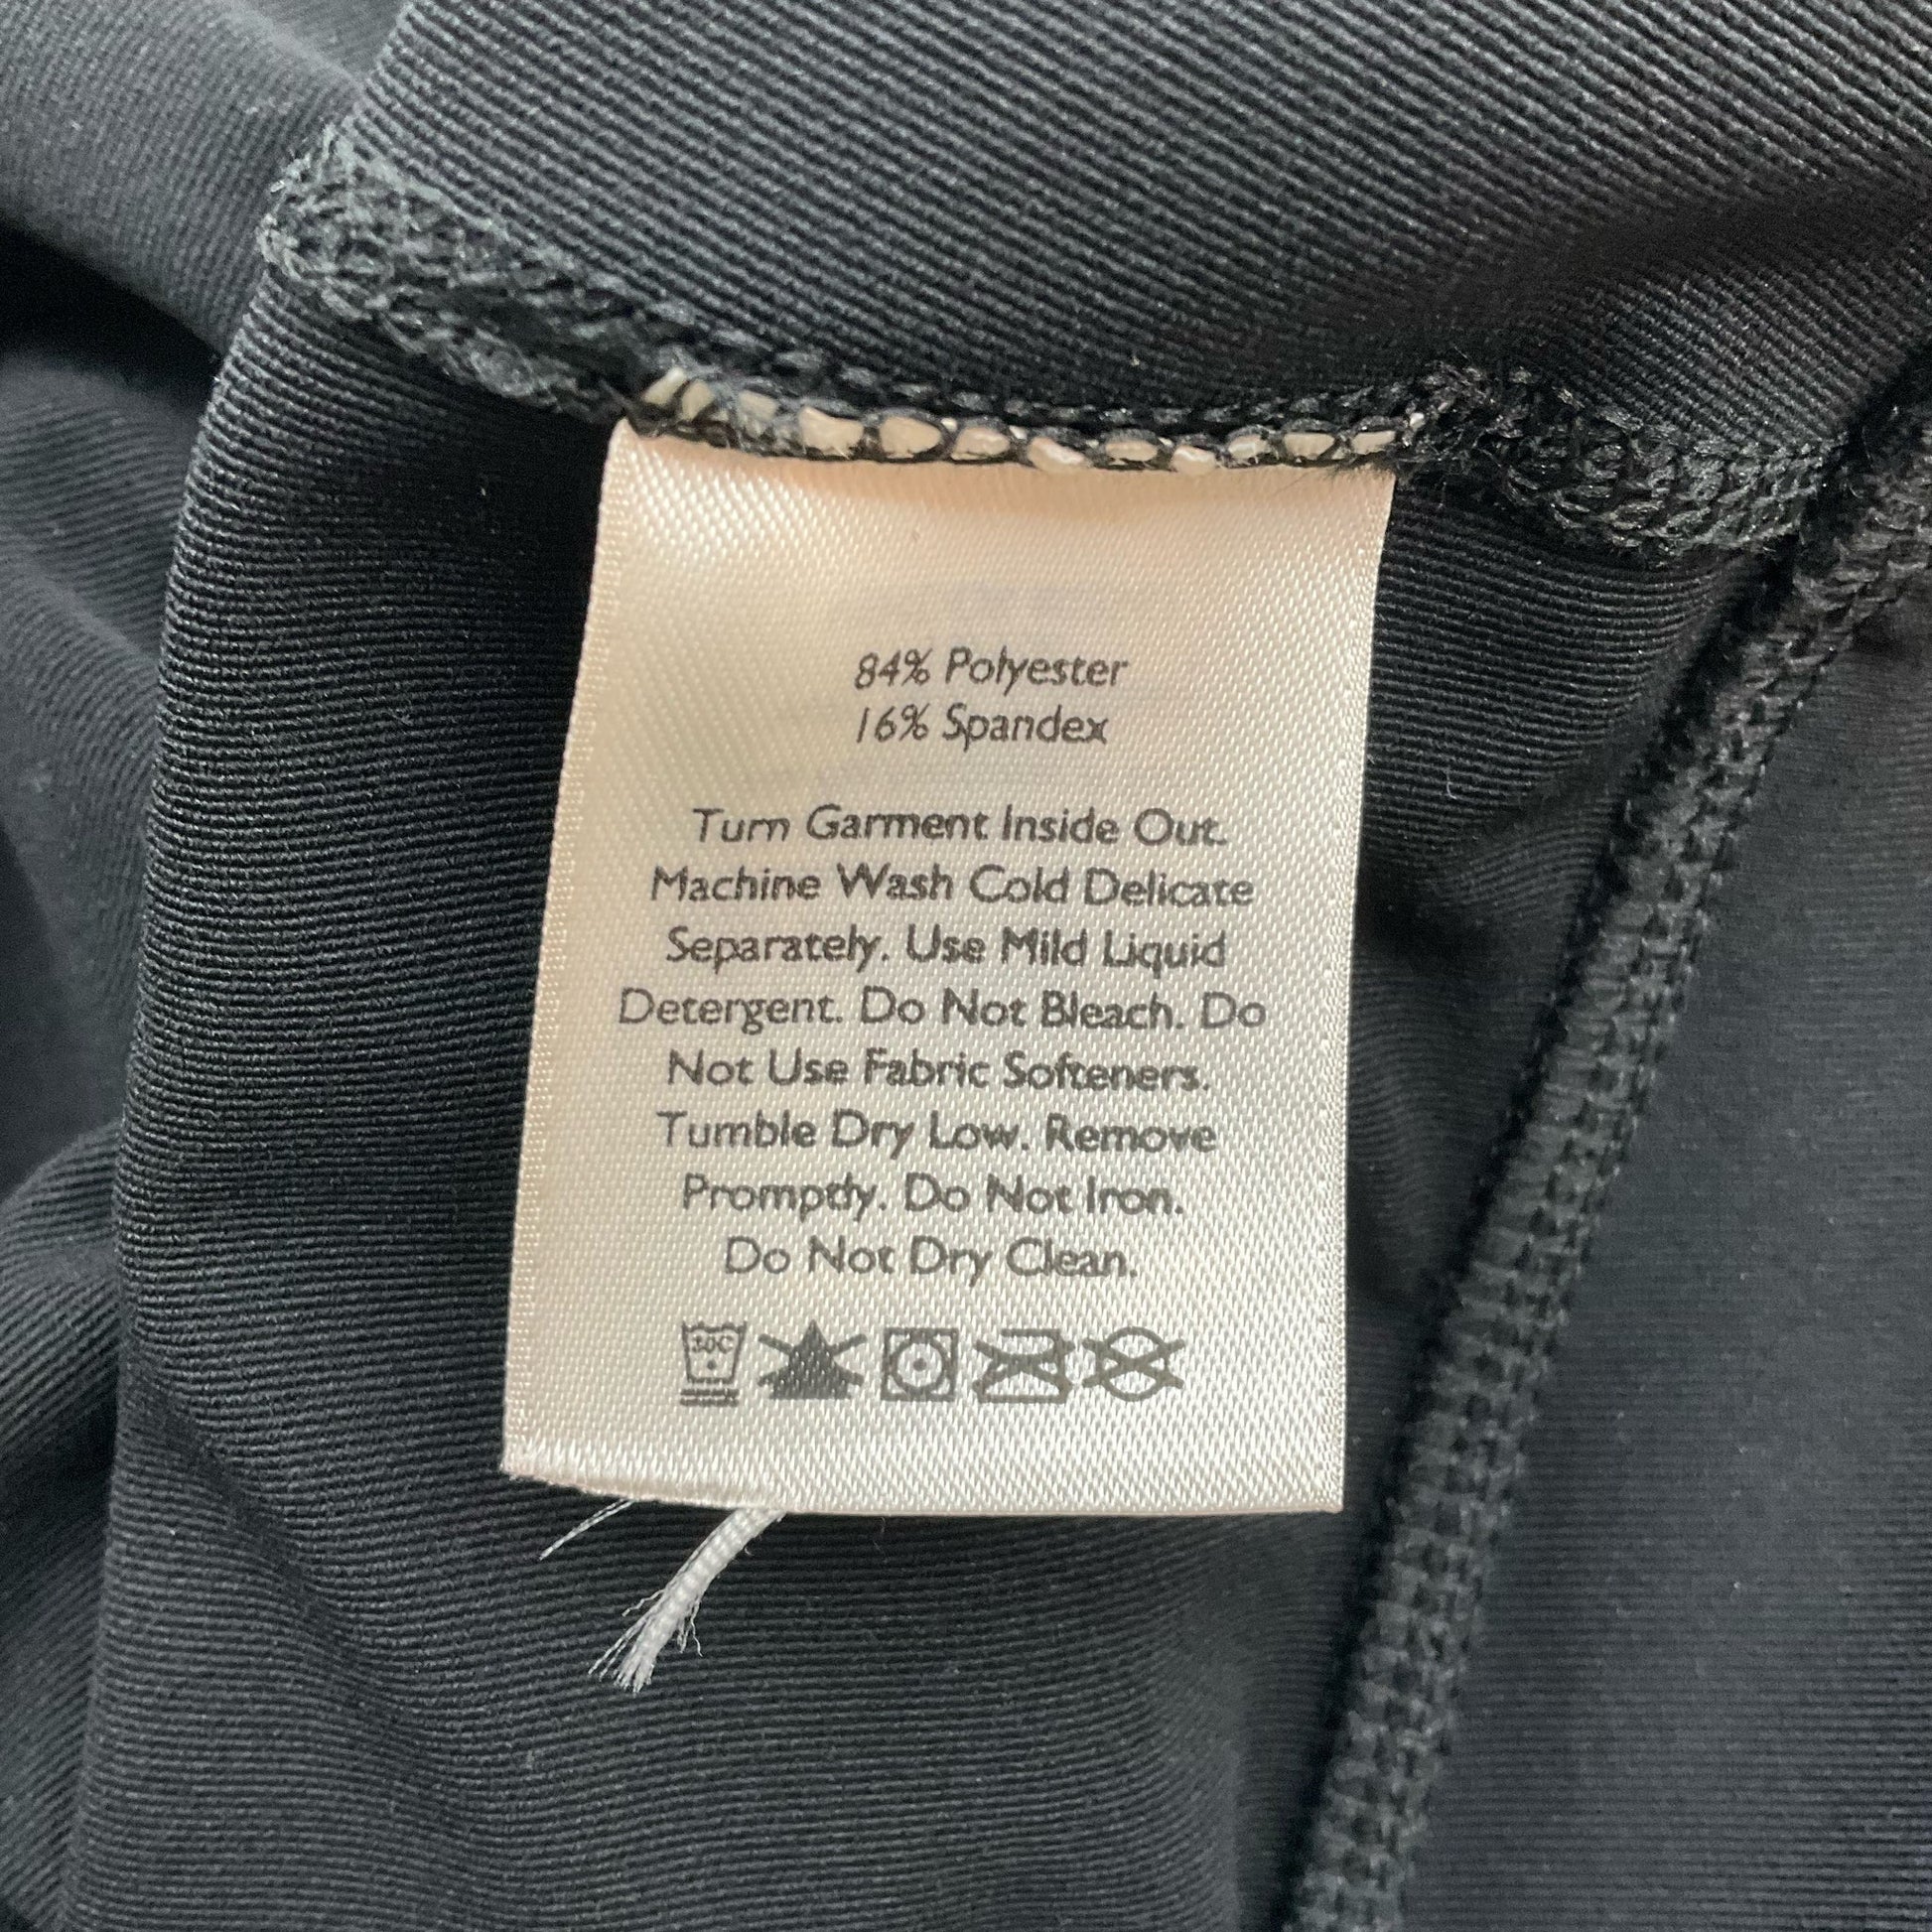 84% Polyester
16% Spandex
Turn Garment Inside Out.
Machine Wash Cold Delicate
Separately. Use Mild Liquid
Detergent. Do Not Bleach. Do
Not Use Fabric Softeners.
Tumble Dry Low. Remove
Promptly. Do Not Iron.
Do Not Dry Clean.
30C